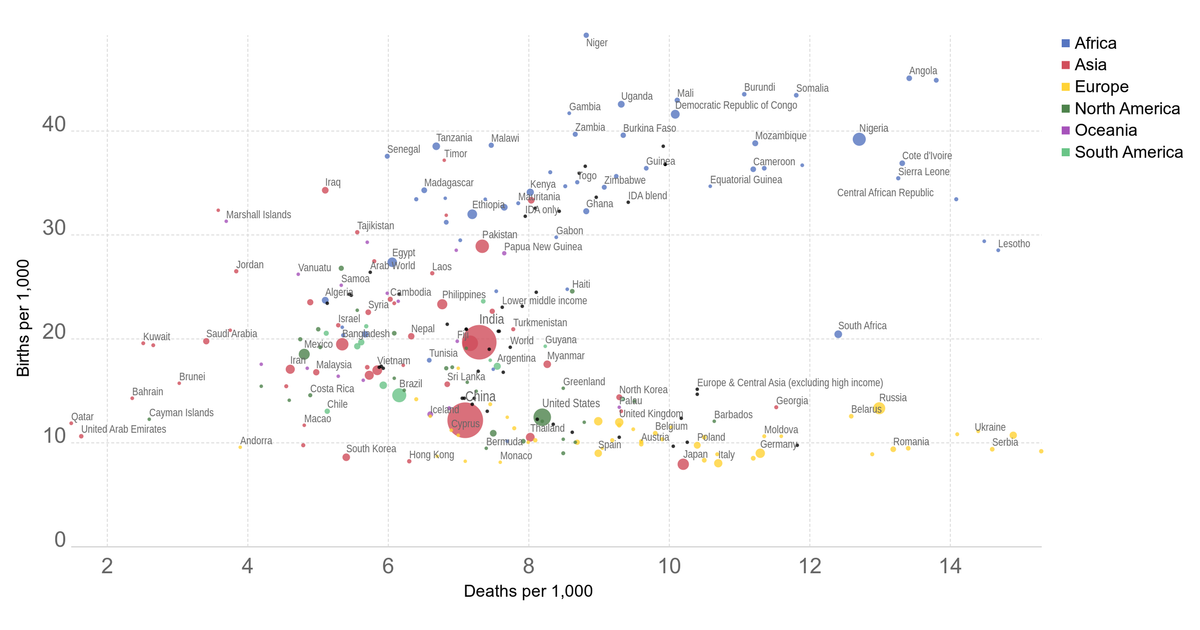 Niger
Angola
Burundi
Somalia
Uganda
Mali
Democratic Republic of Congo
Gambia
40
Zambia
Burkina Faso
Nigeria
Mozambique
Tanzania
Malawi
Senegal
Timor
Cote d'Ivoire
Guinea
Cameroon
Sierra Leone
Iraq
Madagascar
Kenya
Togo
Zimbabwe
Equatorial Guinea
Central African Republic
Mauritania
IDA blend
Ethiopia
IDA only
Ghana
Marshall Islands
Tajikistan
30
Pakistan
Gabon
Papua New Guinea
Lesotho
Egypt
Jordan
Vanuatu
Arab World
Laos
Samoa
Haiti
Algeria
Cambodia
Philippines
Lower middle income
Syria
Israel
India
Turkmenistan
South Africa
20
Kuwait
Saudi Arabia
Bangladesh
Nepal
Fiji
World
Guyana
Mexico
Tunisia
Argentina
Myanmar
Iran
Malaysia
Vietnam
Brunei
Sri Lanka
Greenland
Europe & Central Asia (excluding high income)
Bahrain
Costa Rica
Brazil
China
North Korea
Palau
Georgia
Russia
Cayman Islands
Chile
Iceland
United States
United Kingdom
Barbados
Belarus
Qatar
Macao
Cyprus
Belgium
United Arab Emirates
Thailand
Austria
Poland
Moldova
Ukraine
10
Andorra
Bermuda
Spain
Germany
Romania
Serbia
South Korea
Hong Kong
Monaco
Japan
Italy
0
2
4
6
8
10
12
14
Births per 1,000
Deaths per 1,000
Africa
Asia
Europe
North America
Oceania
South America